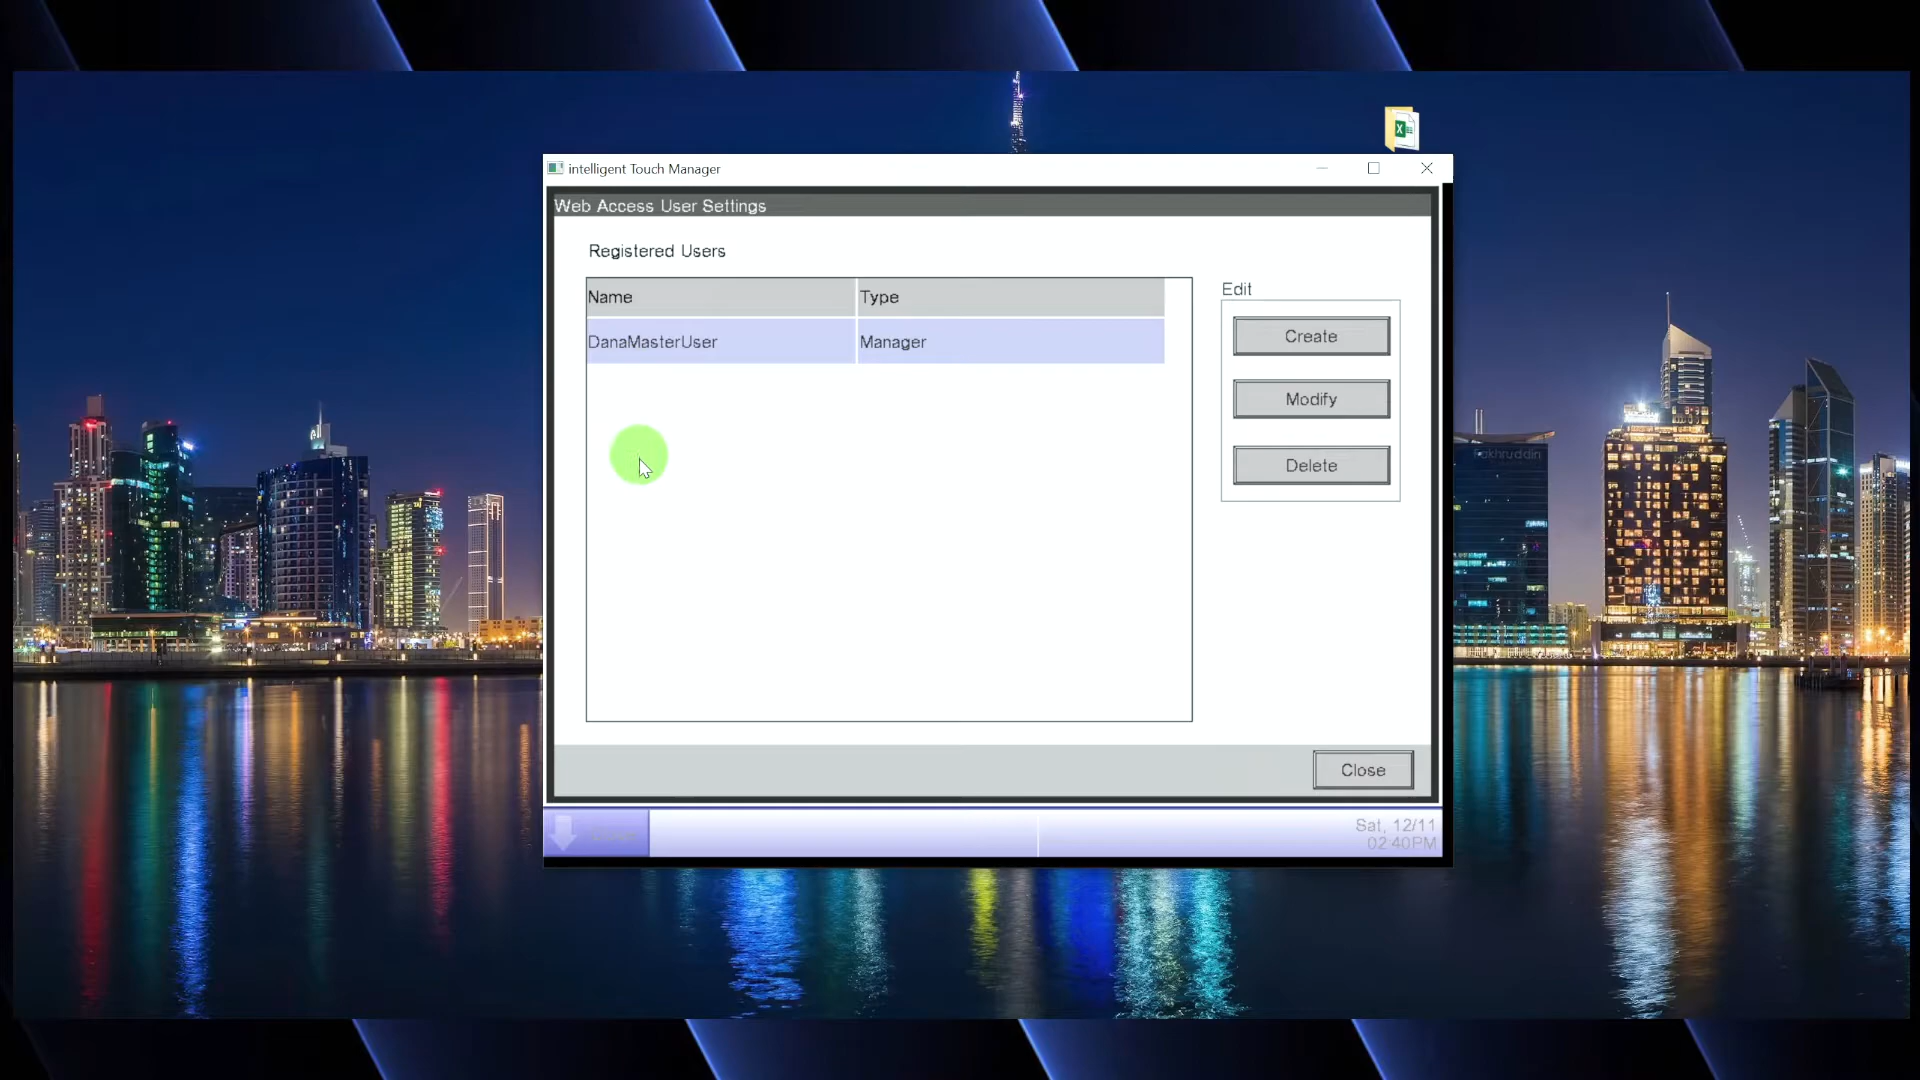 intelligent Touch Manager
Web Access User Settings
Registered Users
Name Type
DanaMasterUser Manager
Edit
Create
Modify
Delete
Close
Sat, 12/11
02:40PM
fakhruddin